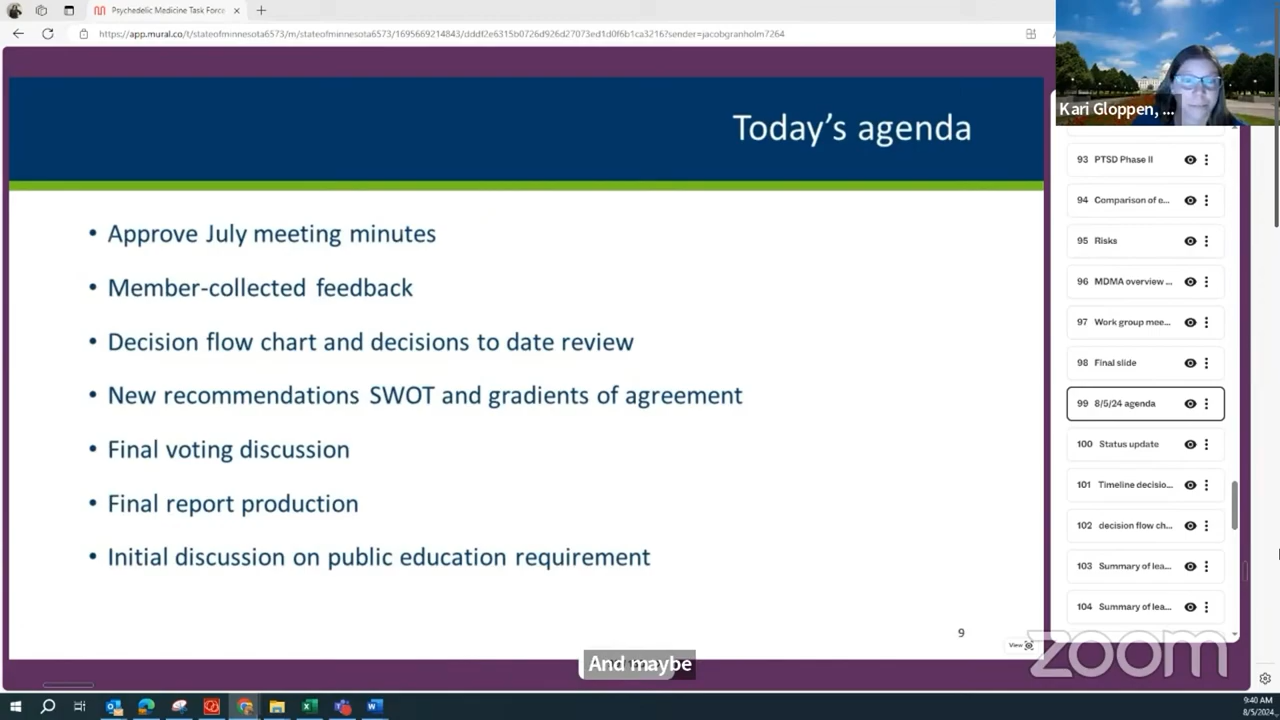 Psychedelic Medicine Task Force
https://app.mural.co/t/stateofminnesota6573/m/stateofminnesota6573/1695669214843/dddf2e6315b0726d926d27073ed1d0f6b1ca3216?sender=jacobgranholm7264
Kari Gloppen, ...
Today's agenda
• Approve July meeting minutes
• Member-collected feedback
• Decision flow chart and decisions to date review
• New recommendations SWOT and gradients of agreement
• Final voting discussion
• Final report production
• Initial discussion on public education requirement
9
View
93 PTSD Phase II
94 Comparison of e...
95 Risks
96 MDMA overview ...
97 Work group mee...
98 Final slide
99 8/5/24 agenda
100 Status update
101 Timeline decisio...
102 decision flow ch...
103 Summary of lea...
104 Summary of lea...
And maybe
zoom
9:40 AM
8/5/2024